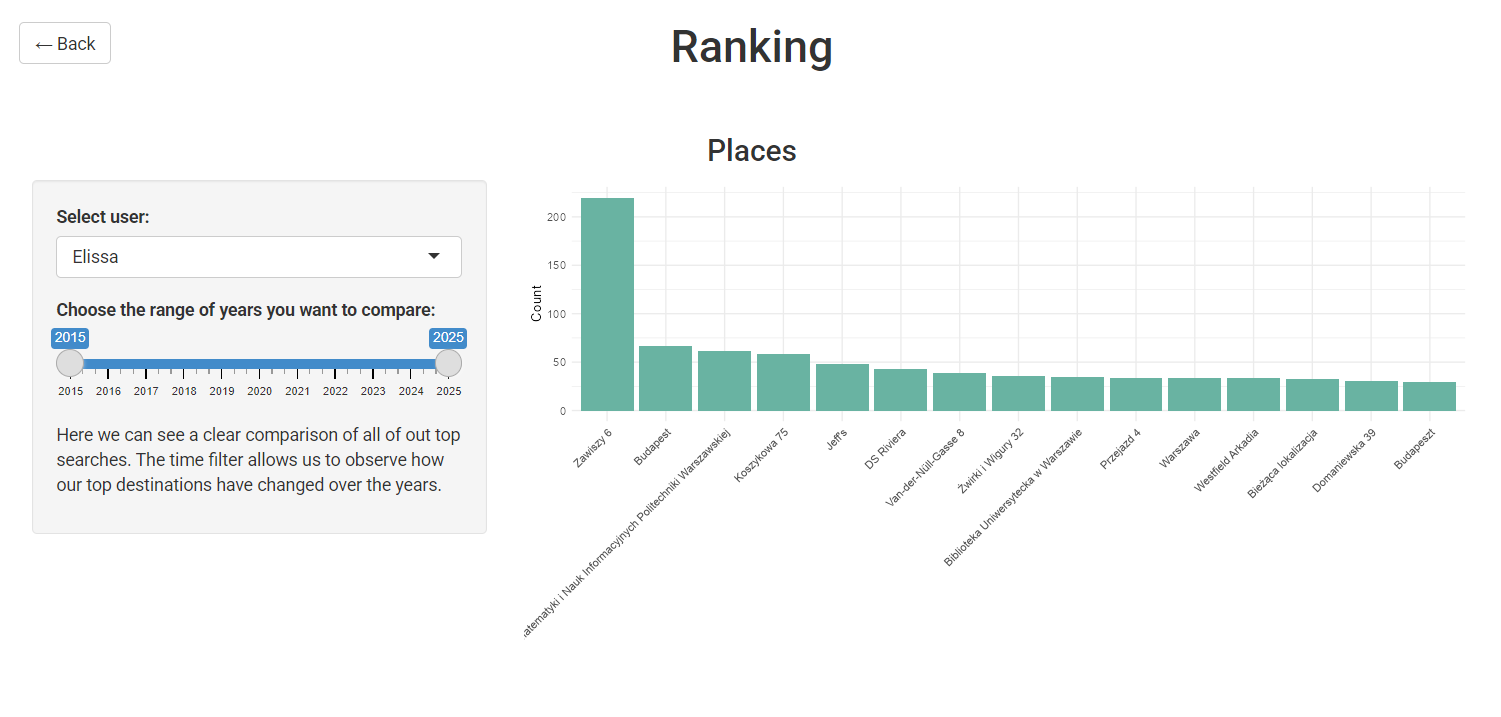 ← Back
Ranking
Places
Select user:
Elissa
Choose the range of years you want to compare:
2015 2025
2015 2016 2017 2018 2019 2020 2021 2022 2023 2024 2025
Here we can see a clear comparison of all of out top
searches. The time filter allows us to observe how
our top destinations have changed over the years.
Count
200
150
100
50
0
Zawiszy 6
Budapest
i Nauk Informacyjnych Politechniki Warszawskiej
Koszykowa 75
Jeff's
DS Riviera
Van-der-Nüll-Gasse 8
Żwirki i Wigury 32
Biblioteka Uniwersytecka w Warszawie
Przejazd 4
Warszawa
Westfield Arkadia
Bieżąca lokalizacja
Domaniewska 39
Budapeszt